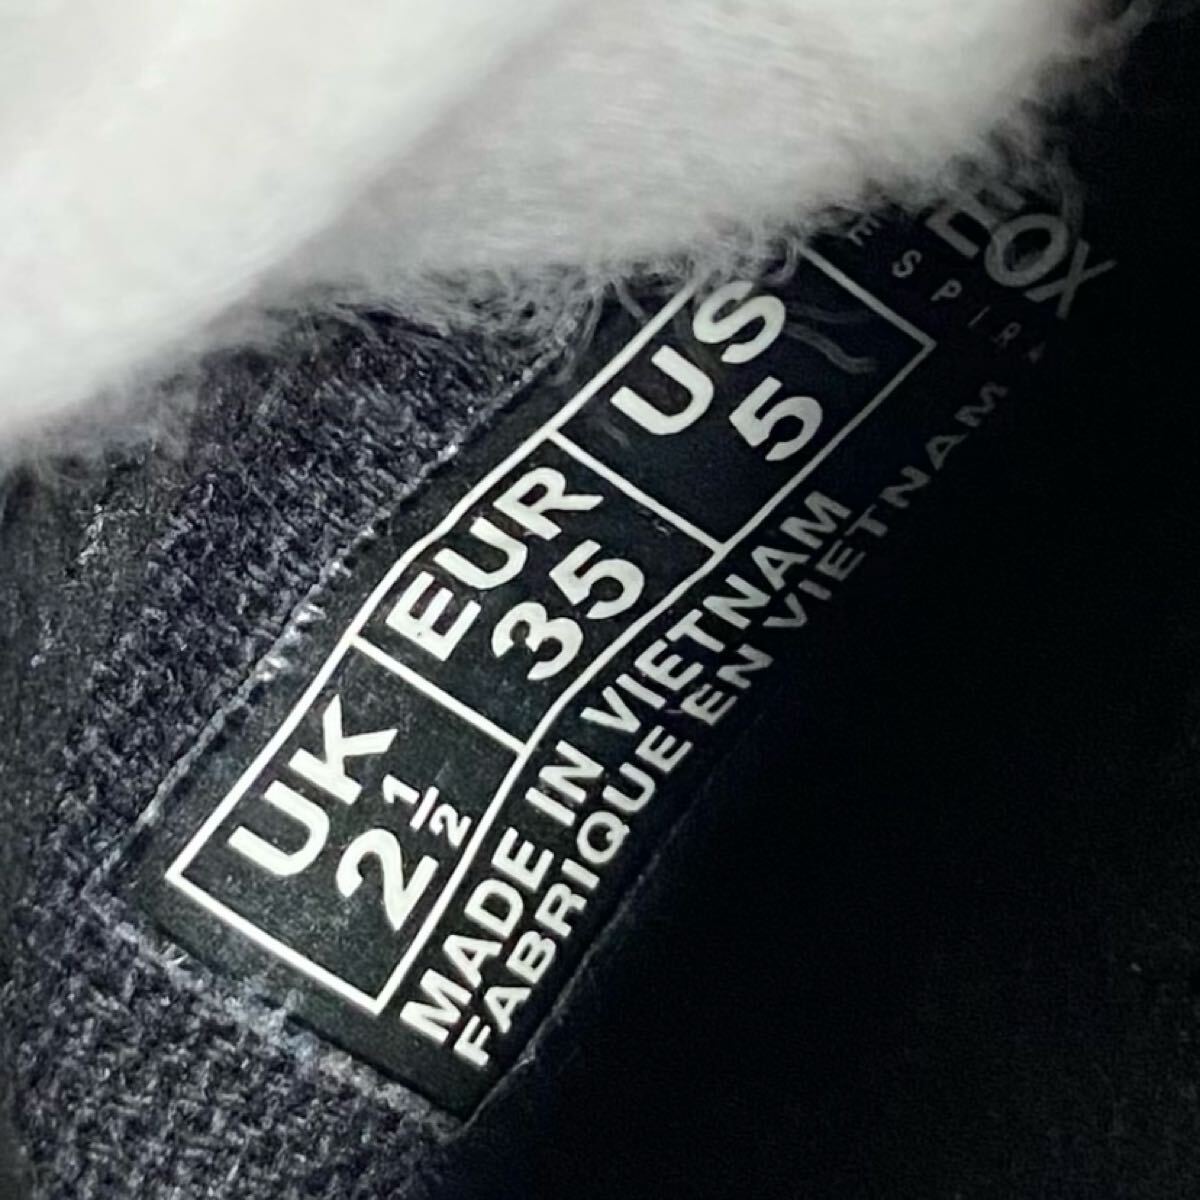 US
5
EUR
35
UK
2½
MADE IN VIETNAM
FABRIQUE EN VIETNAM